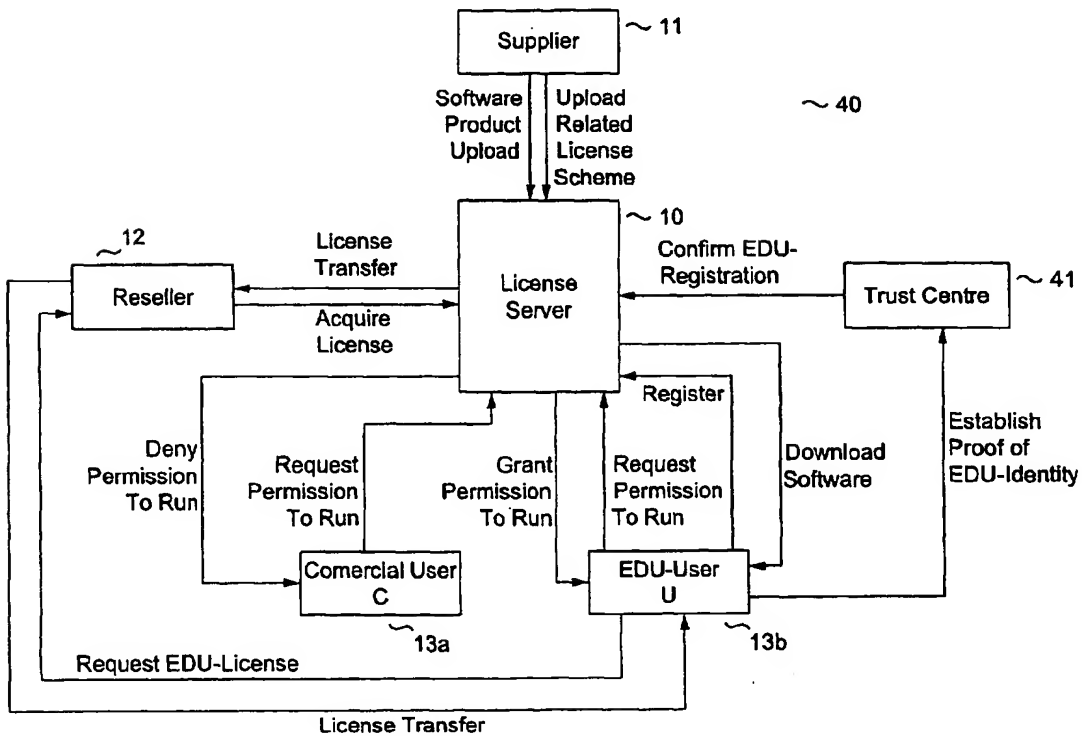 Supplier
~ 11
Software
Product
Upload
Upload
Related
License
Scheme
~ 40
~ 10
~ 12
Reseller
License
Transfer
Acquire
License
License
Server
Confirm EDU-
Registration
Trust Centre
~ 41
Register
Deny
Permission
To Run
Request
Permission
To Run
Grant
Permission
To Run
Request
Permission
To Run
Download
Software
Establish
Proof of
EDU-Identity
Comercial User
C
~ 13a
EDU-User
U
~ 13b
Request EDU-License
License Transfer